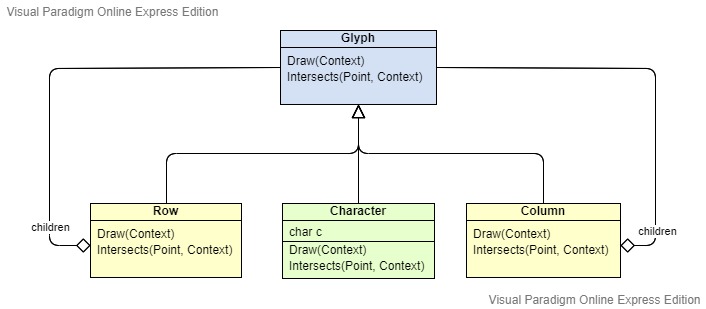 Visual Paradigm Online Express Edition
Glyph
Draw(Context)
Intersects(Point, Context)
children
children
Row
Draw(Context)
Intersects(Point, Context)
Character
char c
Draw(Context)
Intersects(Point, Context)
Column
Draw(Context)
Intersects(Point, Context)
Visual Paradigm Online Express Edition